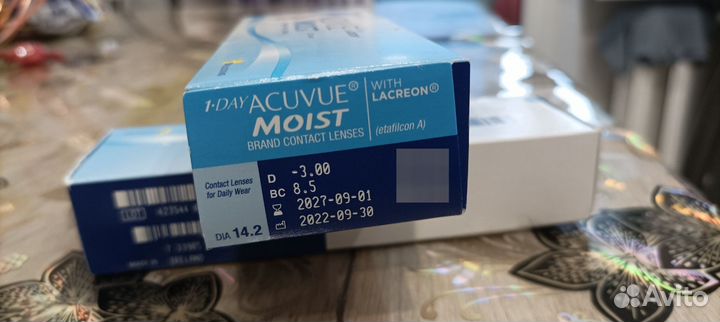 1·DAY ACUVUE®
MOIST
BRAND CONTACT LENSES
WITH
LACREON®
(etafilcon A)
Contact Lenses
for Daily Wear
DIA 14.2
D -3.00
BC 8.5
2027-09-01
2022-09-30
LOT
Avito